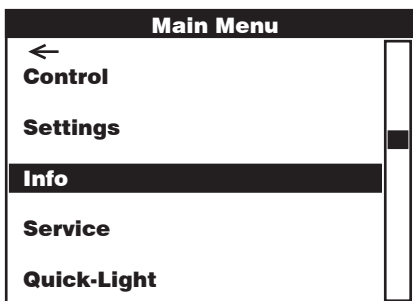 Main Menu
←
Control
Settings
Info
Service
Quick-Light